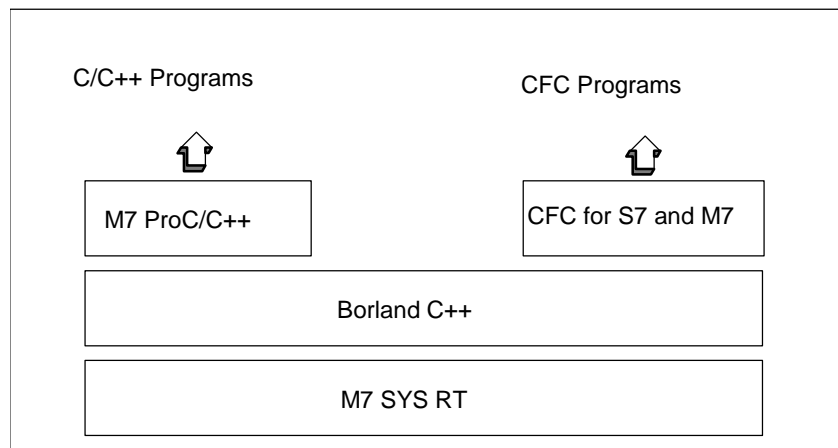 C/C++ Programs
CFC Programs
M7 ProC/C++
CFC for S7 and M7
Borland C++
M7 SYS RT